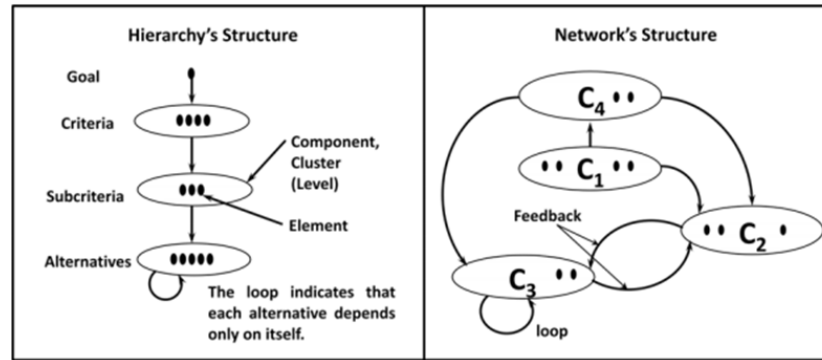 Hierarchy's Structure
Goal
Criteria
Component,
Cluster
(Level)
Subcriteria
Element
Alternatives
The loop indicates that
each alternative depends
only on itself.
Network's Structure
C4
C1
Feedback
C2
C3
loop